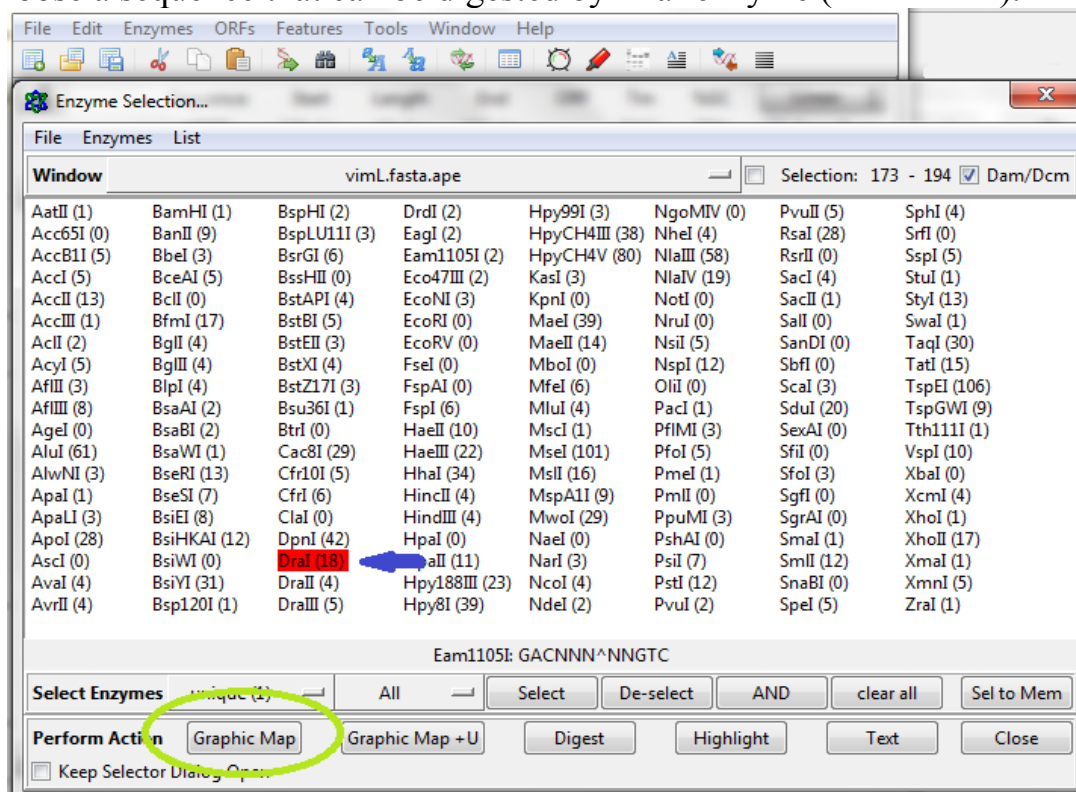 File Edit Enzymes ORFs Features Tools Window Help
Enzyme Selection...
File Enzymes List
Window vimL.fasta.ape Selection: 173 - 194 Dam/Dcm
AatII (1) BamHI (1) BspHI (2) DrdI (2) Hpy99I (3) NgoMIV (0) PvuII (5) SphI (4)
Acc65I (0) BanII (9) BspLU11I (3) EagI (2) HpyCH4III (38) NheI (4) RsaI (28) SrfI (0)
AccB1I (5) BbeI (3) BsrGI (6) Eam1105I (2) HpyCH4V (80) NlaIII (58) RsrII (0) SspI (5)
AccI (5) BceAI (5) BssHII (0) Eco47III (2) KasI (3) NlaIV (19) SacI (4) StuI (1)
AccII (13) BclI (0) BstAPI (4) EcoNI (3) KpnI (0) NotI (0) SacII (1) StyI (13)
AccIII (1) BfmI (17) BstBI (5) EcoRI (0) MaeI (39) NruI (0) SalI (0) SwaI (1)
AclI (2) BglI (4) BstEII (3) EcoRV (0) MaeII (14) NsiI (5) SanDI (0) TaqI (30)
AcyI (5) BglII (4) BstXI (4) FseI (0) MboI (0) NspI (12) SbfI (0) TatI (15)
AflII (3) BlpI (4) BstZ17I (3) FspAI (0) MfeI (6) OliI (0) ScaI (3) TspEI (106)
AflIII (8) BsaAI (2) Bsu36I (1) FspI (6) MluI (4) PacI (1) SduI (20) TspGWI (9)
AgeI (0) BsaBI (2) BtrI (0) HaeII (10) MscI (1) PflMI (3) SexAI (0) Tth111I (1)
AluI (61) BsaWI (1) Cac8I (29) HaeIII (22) MseI (101) PfoI (5) SfiI (0) VspI (10)
AlwNI (3) BseRI (13) Cfr10I (5) HhaI (34) MslI (16) PmeI (1) SfoI (3) XbaI (0)
ApaI (1) BseSI (7) CfrI (6) HincII (4) MspA1I (9) PmlI (0) SgfI (0) XcmI (4)
ApaLI (3) BsiEI (8) ClaI (0) HindIII (4) MwoI (29) PpuMI (3) SgrAI (0) XhoI (1)
ApoI (28) BsiHKAI (12) DpnI (42) HpaI (0) NaeI (0) PshAI (0) SmaI (1) XhoII (17)
AscI (0) BsiWI (0) DraI (18) paII (11) NarI (3) PsiI (7) SmlI (12) XmaI (1)
AvaI (4) BsiYI (31) DraII (4) Hpy188III (23) NcoI (4) PstI (12) SnaBI (0) XmnI (5)
AvrII (4) Bsp120I (1) DraIII (5) Hpy8I (39) NdeI (2) PvuI (2) SpeI (5) ZraI (1)
Eam1105I: GACNNN^NNGTC
Select Enzymes unique (1) All Select De-select AND clear all Sel to Mem
Perform Action Graphic Map Graphic Map +U Digest Highlight Text Close
Keep Selector Dialog Open